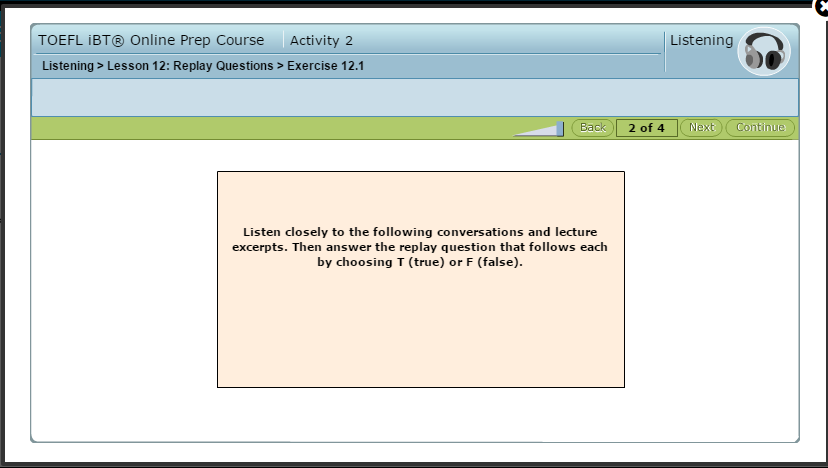 TOEFL iBT® Online Prep Course Activity 2 Listening
Listening > Lesson 12: Replay Questions > Exercise 12.1
Back 2 of 4 Next Continue
Listen closely to the following conversations and lecture
excerpts. Then answer the replay question that follows each
by choosing T (true) or F (false).